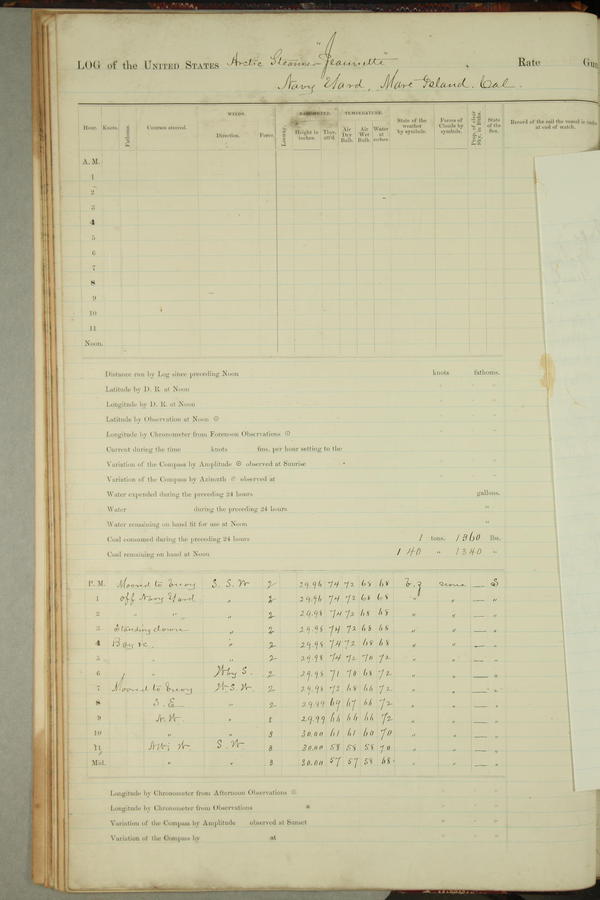 LOG of the UNITED STATES Arctic Steamer "Jeannette" Rate Gun
Navy Yard, Mare Island. Cal.
Hour. Knots. Fathoms. Courses steered. WINDS. Direction. Force. Leeway. BAROMETER. Height in inches. Ther. att'd. TEMPERATURE. Air Dry Bulb. Air Wet Bulb. Water at surface. State of the weather by symbols. Forms of Clouds by symbols. Prop. of clear Sky, in 10ths. State of the Sea. Record of the sail the vessel is under at end of watch.
A. M.
1
2
3
4
5
6
7
8
9
10
11
Noon.
Distance run by Log since preceding Noon knots fathoms.
Latitude by D. R. at Noon
Longitude by D. R. at Noon
Latitude by Observation at Noon
Longitude by Chronometer from Forenoon Observations
Current during the time knots fms. per hour setting to the
Variation of the Compass by Amplitude observed at Sunrise
Variation of the Compass by Azimuth observed at
Water expended during the preceding 24 hours gallons.
Water during the preceding 24 hours "
Water remaining on hand fit for use at Noon "
Coal consumed during the preceding 24 hours 1 tons. 1360 lbs.
Coal remaining on hand at Noon 140 " 1340 "
P. M. Moored to Buoy S. S. W 2 29.96 74 72 68 68 none — S
1 off Navy Yard " 2 29.96 74 72 68 68 " " — "
2 " " " 2 29.98 74 72 68 68 " " — "
3 Standing down " 2 29.98 74 72 68 68 " " — "
4 Bay &c. " 2 29.98 74 72 68 68 " " — "
5 " " 2 29.98 74 72 70 72 " " — "
6 " W by S. 2 29.98 71 70 68 72 " " — "
7 Moored to Buoy W S. W. 2 29.98 72 68 66 72 " " — "
8 S. E " 2 29.99 69 67 66 72 " " — "
9 N. W. " 29.99 66 66 66 72 " " — "
10 " " 3 30.00 61 61 60 70 " " — "
11 W S. W 3 30.00 58 58 58 70 " " — "
Mid. " " 3 30.00 57 57 58 68 " " — "
Longitude by Chronometer from Afternoon Observations
Longitude by Chronometer from Observations
Variation of the Compass by Amplitude observed at Sunset
Variation of the Compass by at